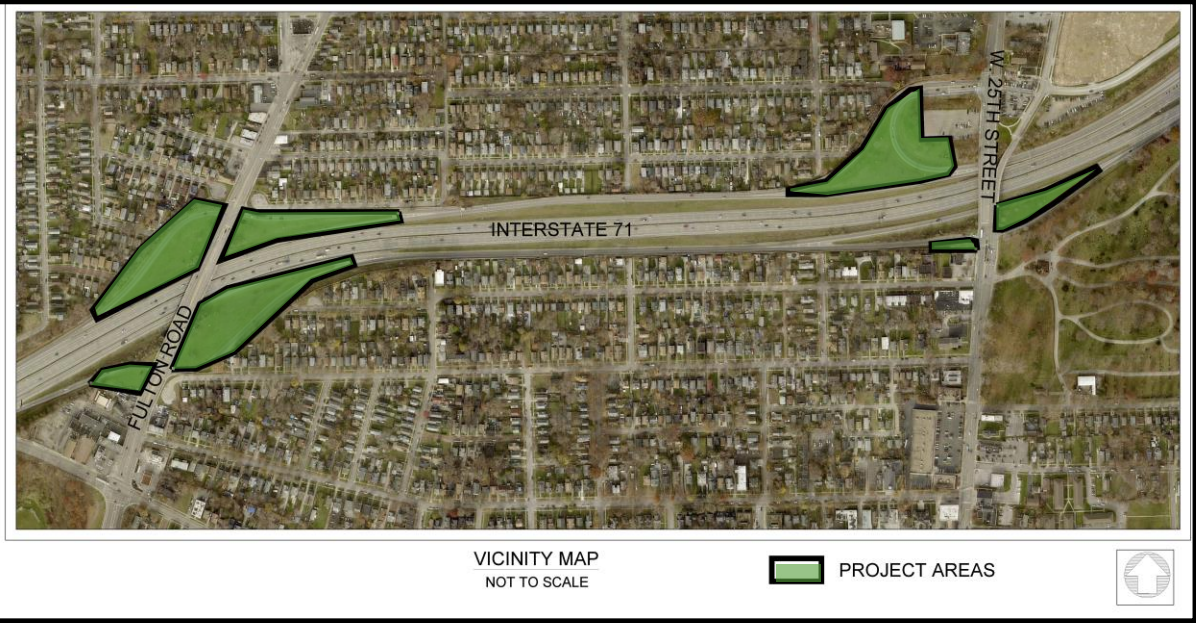 W. 25TH STREET
INTERSTATE 71
FULTON ROAD
VICINITY MAP
NOT TO SCALE
PROJECT AREAS